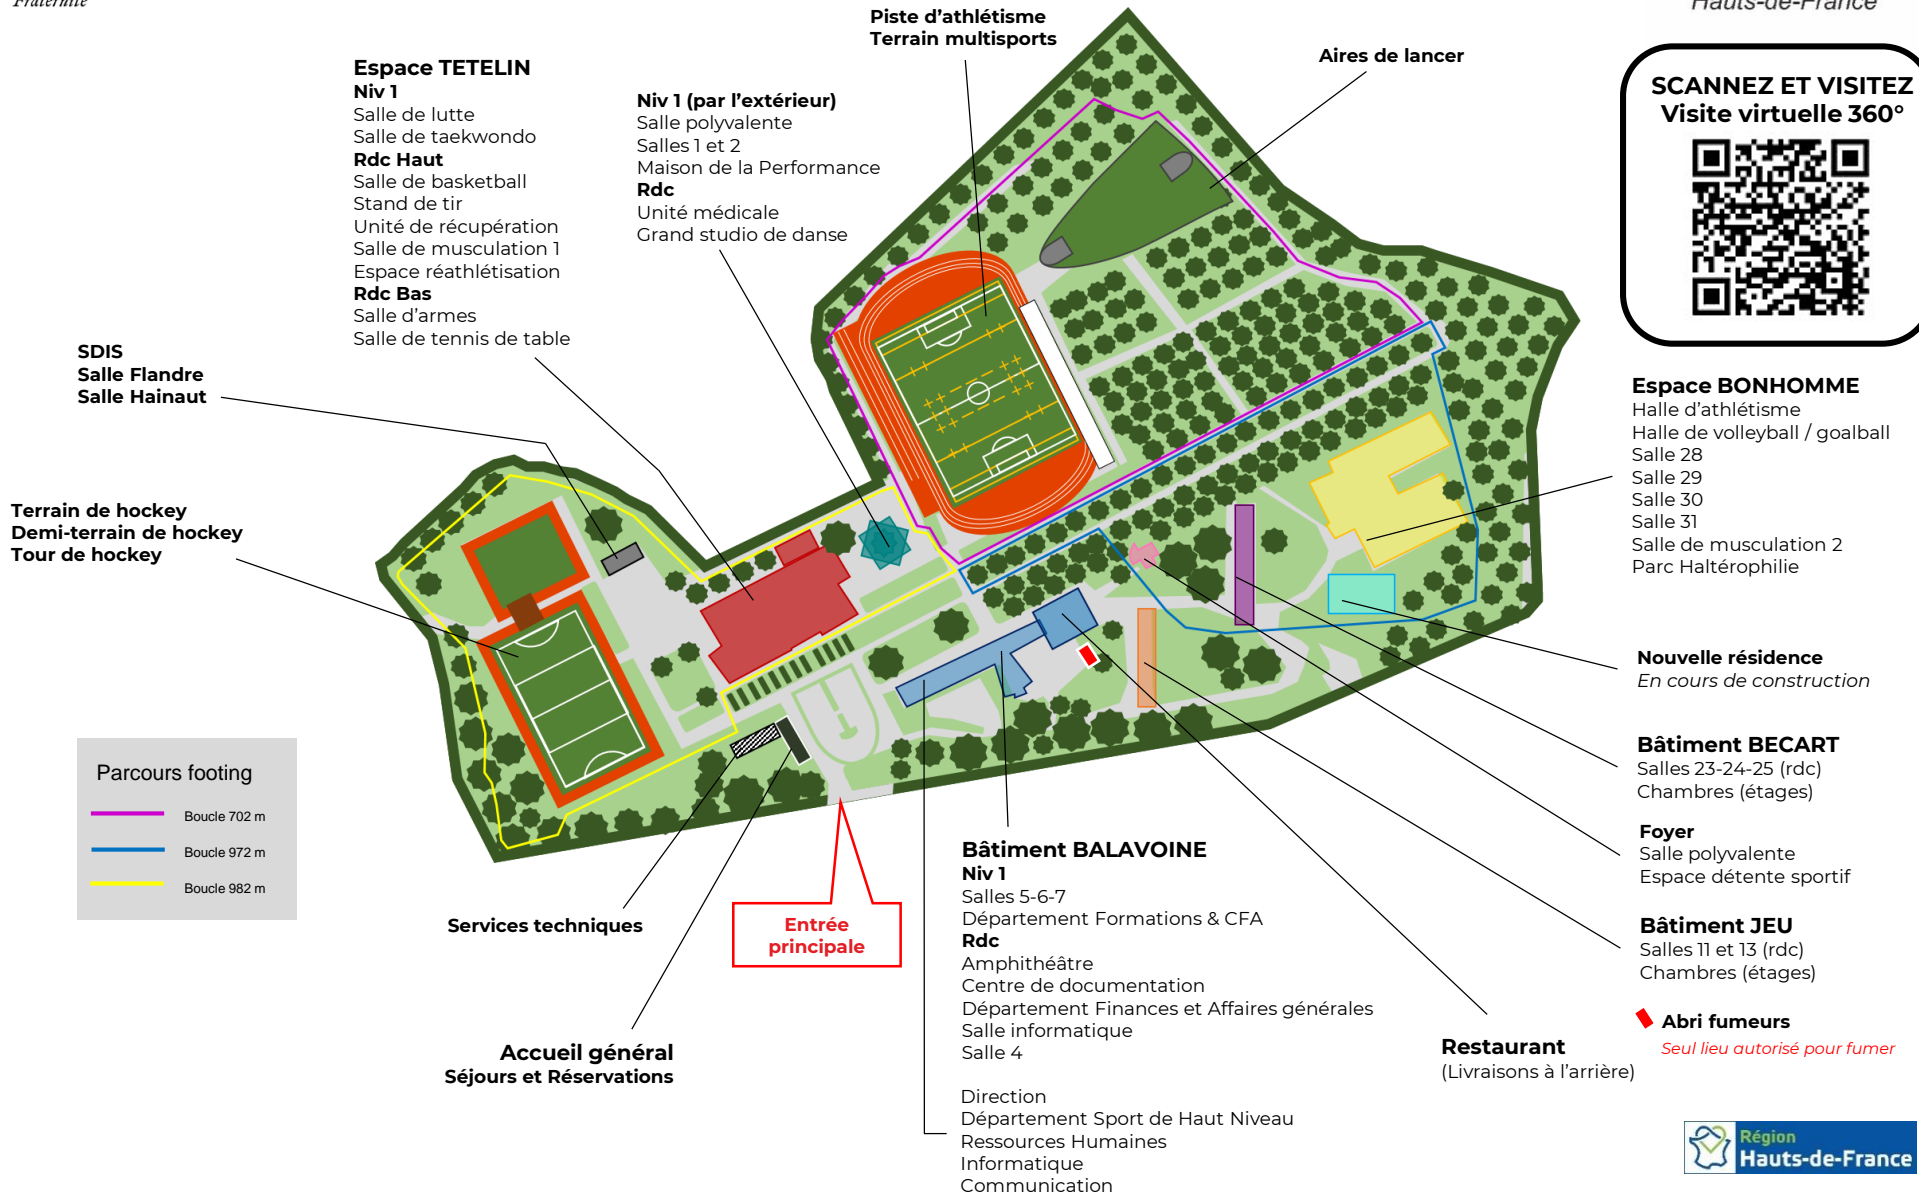 Fraternité
Hauts-de-France
Piste d'athlétisme
Terrain multisports
Aires de lancer
Espace TETELIN
Niv 1
Salle de lutte
Salle de taekwondo
Rdc Haut
Salle de basketball
Stand de tir
Unité de récupération
Salle de musculation 1
Espace réathlétisation
Rdc Bas
Salle d'armes
Salle de tennis de table
Niv 1 (par l'extérieur)
Salle polyvalente
Salles 1 et 2
Maison de la Performance
Rdc
Unité médicale
Grand studio de danse
SCANNEZ ET VISITEZ
Visite virtuelle 360°
SDIS
Salle Flandre
Salle Hainaut
Terrain de hockey
Demi-terrain de hockey
Tour de hockey
Espace BONHOMME
Halle d'athlétisme
Halle de volleyball / goalball
Salle 28
Salle 29
Salle 30
Salle 31
Salle de musculation 2
Parc Haltérophilie
Nouvelle résidence
En cours de construction
Bâtiment BECART
Salles 23-24-25 (rdc)
Chambres (étages)
Foyer
Salle polyvalente
Espace détente sportif
Bâtiment JEU
Salles 11 et 13 (rdc)
Chambres (étages)
Abri fumeurs
Seul lieu autorisé pour fumer
Parcours footing
Boucle 702 m
Boucle 972 m
Boucle 982 m
Services techniques
Entrée
principale
Accueil général
Séjours et Réservations
Bâtiment BALAVOINE
Niv 1
Salles 5-6-7
Département Formations & CFA
Rdc
Amphithéâtre
Centre de documentation
Département Finances et Affaires générales
Salle informatique
Salle 4
Direction
Département Sport de Haut Niveau
Ressources Humaines
Informatique
Communication
Restaurant
(Livraisons à l'arrière)
Région
Hauts-de-France